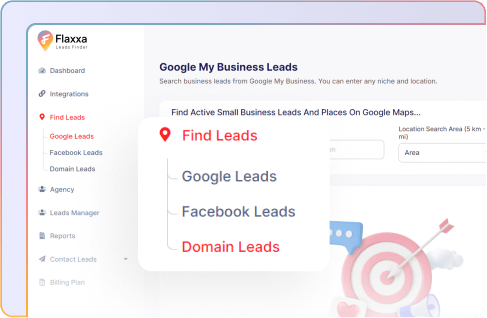 Flaxxa
Leads Finder
Dashboard
Integrations
Find Leads
Google Leads
Facebook Leads
Domain Leads
Agency
Leads Manager
Reports
Contact Leads
Billing Plan
Google My Business Leads
Search business leads from Google My Business. You can enter any niche and location.
Find Active Small Business Leads And Places On Google Maps...
Location Search Area (5 km -
mi)
Area
Find Leads
Google Leads
Facebook Leads
Domain Leads